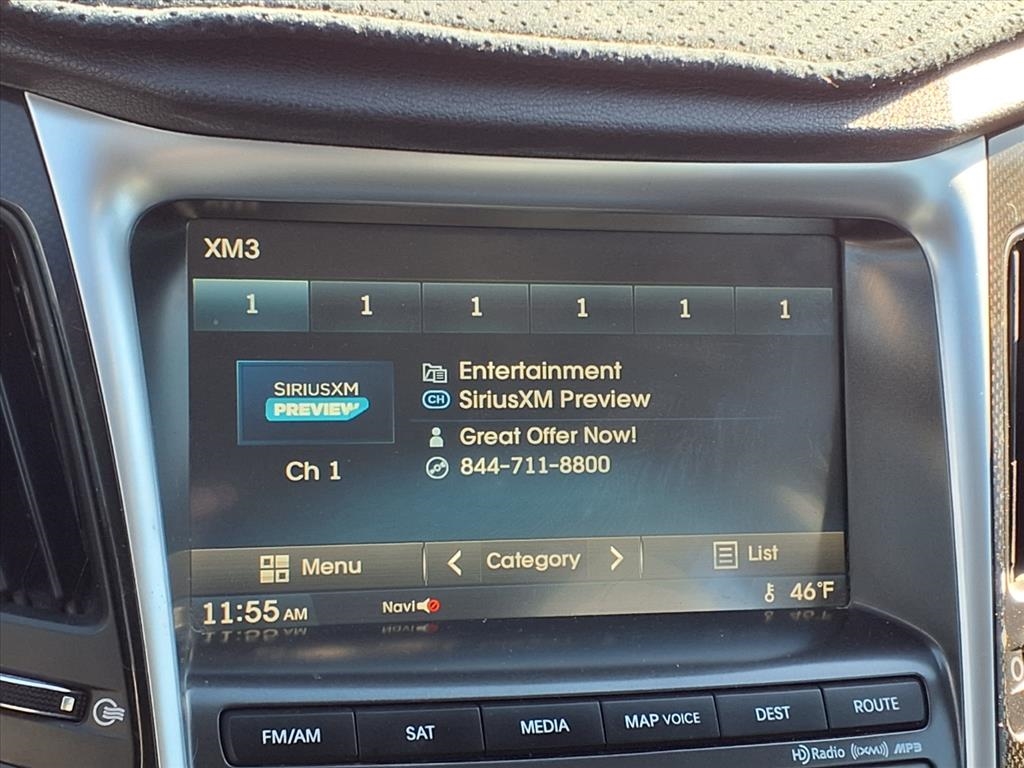 XM3
1 1 1 1 1 1
SIRIUSXM
PREVIEW
Ch 1
Entertainment
CH SiriusXM Preview
Great Offer Now!
844-711-8800
Menu < Category > List
11:55 AM Navi 46°F
FM/AM SAT MEDIA MAP VOICE DEST ROUTE
HD Radio ((XM)) MP3